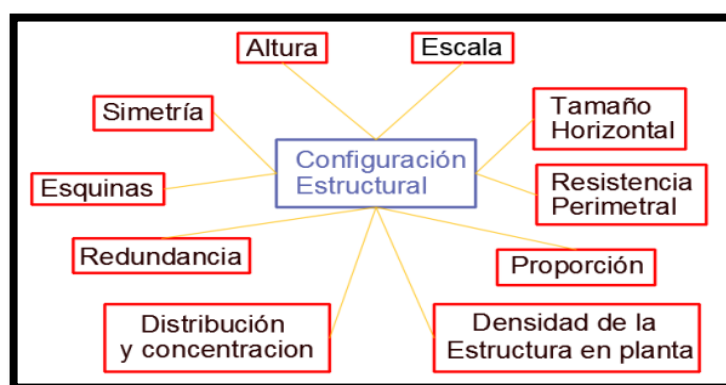 Altura
Escala
Simetría
Tamaño
Horizontal
Configuración
Estructural
Esquinas
Resistencia
Perimetral
Redundancia
Proporción
Distribución
y concentracion
Densidad de la
Estructura en planta